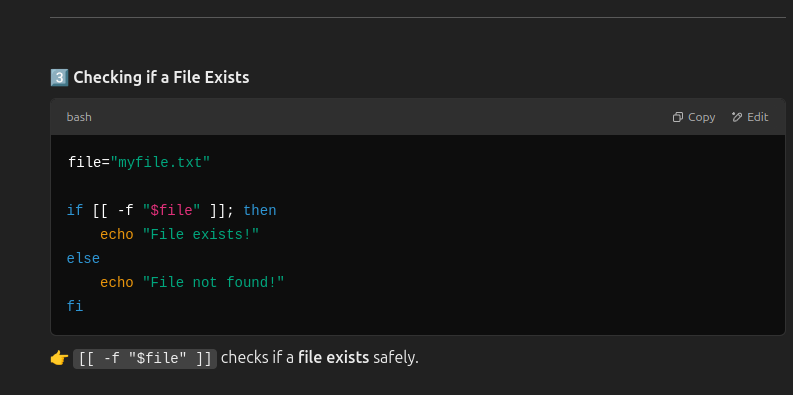 3️⃣ Checking if a File Exists
bash Copy Edit
file="myfile.txt"
if [[ -f "$file" ]]; then
    echo "File exists!"
else
    echo "File not found!"
fi
👉 [[ -f "$file" ]] checks if a file exists safely.